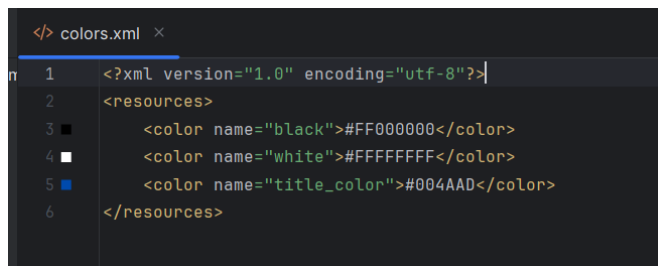 </> colors.xml ×
1 <?xml version="1.0" encoding="utf-8"?>
2 <resources>
3 <color name="black">#FF000000</color>
4 <color name="white">#FFFFFFFF</color>
5 <color name="title_color">#004AAD</color>
6 </resources>